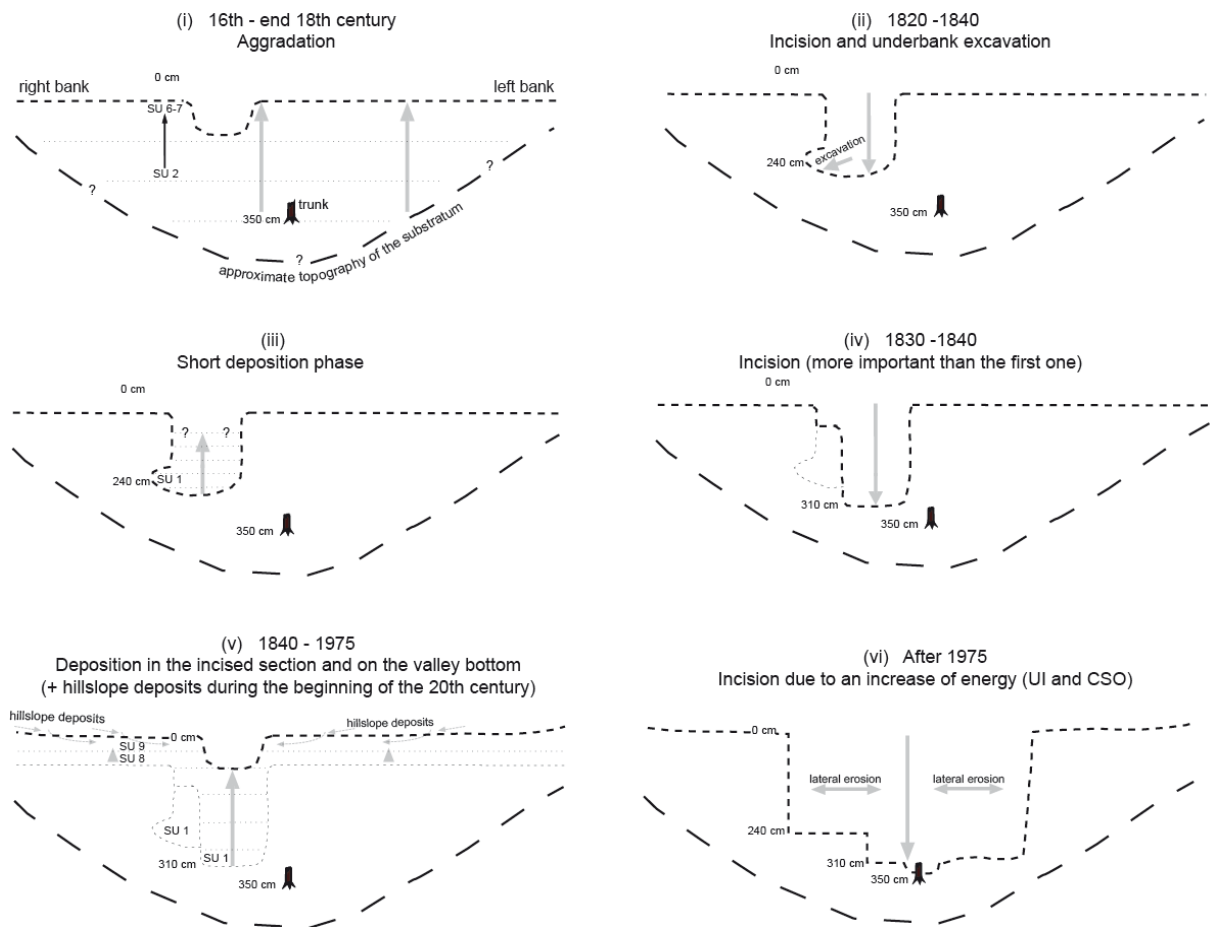 (i) 16th - end 18th century
Aggradation
0 cm
right bank
left bank
SU 6-7
SU 2
?
?
trunk
350 cm
?
approximate topography of the substratum
(ii) 1820 -1840
Incision and underbank excavation
0 cm
excavation
240 cm
350 cm
(iii)
Short deposition phase
0 cm
? ?
240 cm
SU 1
350 cm
(iv) 1830 -1840
Incision (more important than the first one)
0 cm
310 cm
350 cm
(v) 1840 - 1975
Deposition in the incised section and on the valley bottom
(+ hillslope deposits during the beginning of the 20th century)
hillslope deposits
hillslope deposits
0 cm
SU 9
SU 8
SU 1
SU 1
310 cm
350 cm
(vi) After 1975
Incision due to an increase of energy (UI and CSO)
0 cm
lateral erosion
lateral erosion
240 cm
310 cm
350 cm